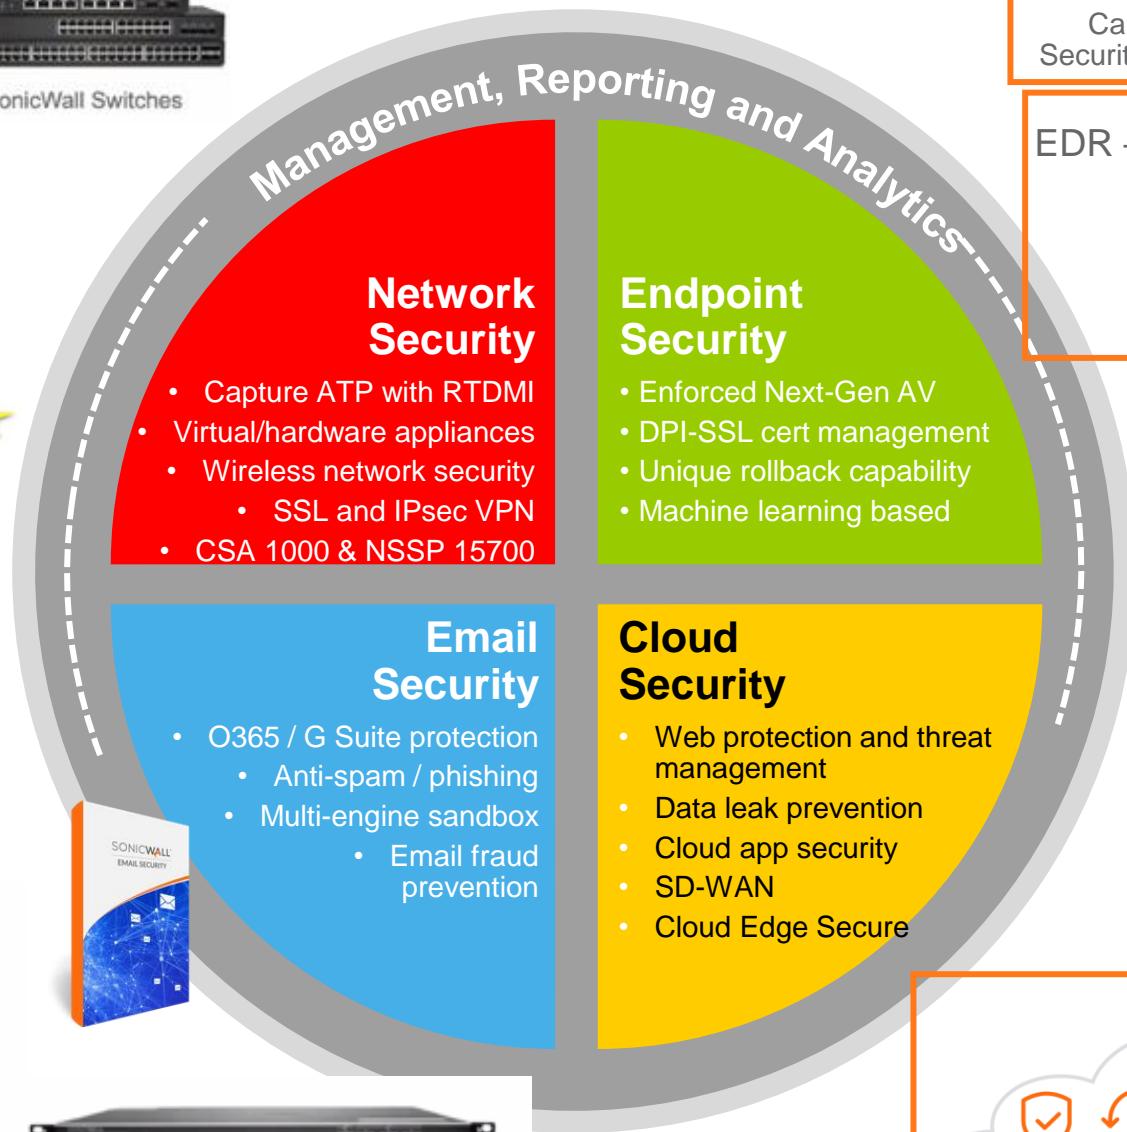 Switches
Management, Reporting and Analytics
EDR -
Network
Security
• Capture ATP with RTDMI
• Virtual/hardware appliances
• Wireless network security
• SSL and IPsec VPN
• CSA 1000 & NSSP 15700
Endpoint
Security
• Enforced Next-Gen AV
• DPI-SSL cert management
• Unique rollback capability
• Machine learning based
Email
Security
• O365 / G Suite protection
• Anti-spam / phishing
• Multi-engine sandbox
• Email fraud
prevention
Cloud
Security
• Web protection and threat
management
• Data leak prevention
• Cloud app security
• SD-WAN
• Cloud Edge Secure
SONICWALL
EMAIL SECURITY